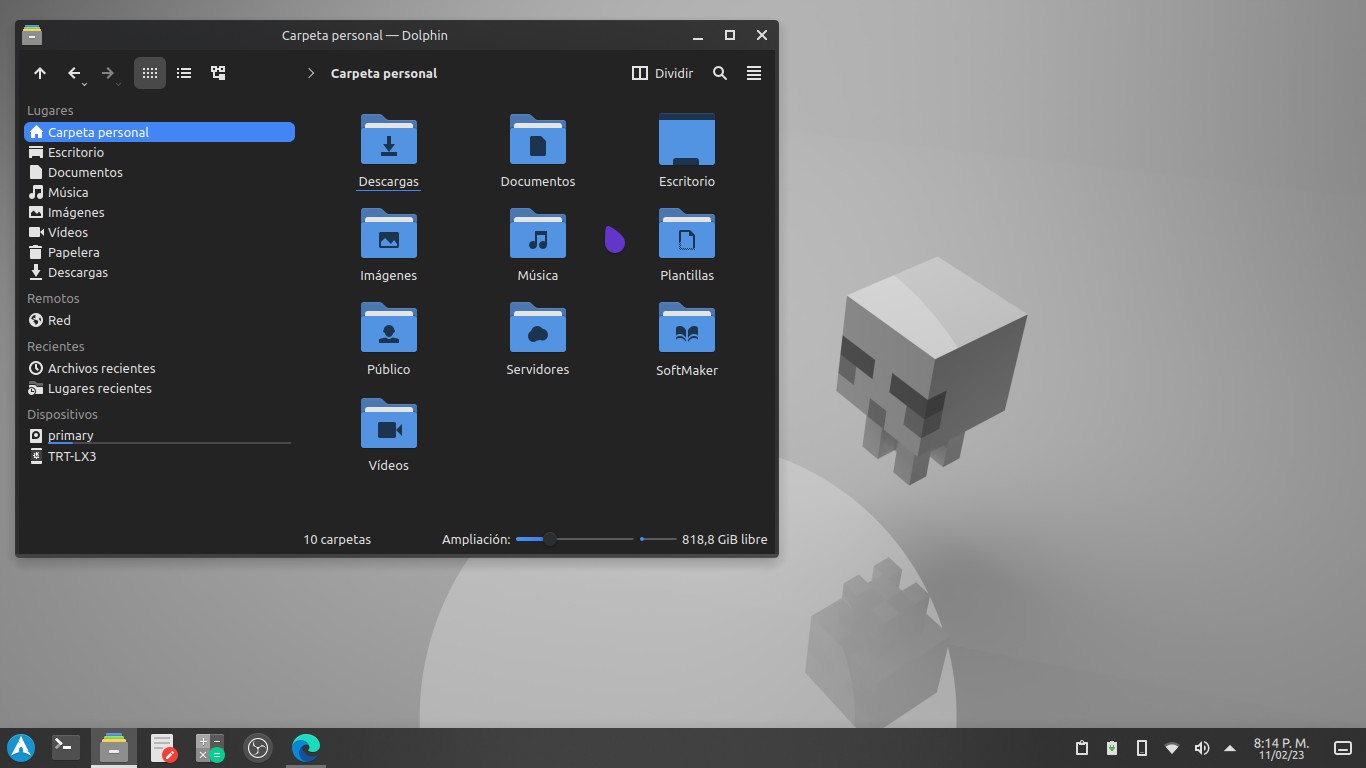 Carpeta personal — Dolphin
Carpeta personal
Dividir
Lugares
Carpeta personal
Escritorio
Documentos
Música
Imágenes
Vídeos
Papelera
Descargas
Remotos
Red
Recientes
Archivos recientes
Lugares recientes
Dispositivos
primary
TRT-LX3
Descargas
Documentos
Escritorio
Imágenes
Música
Plantillas
Público
Servidores
SoftMaker
Vídeos
10 carpetas
Ampliación:
818,8 GiB libre
8:14 P. M.
11/02/23